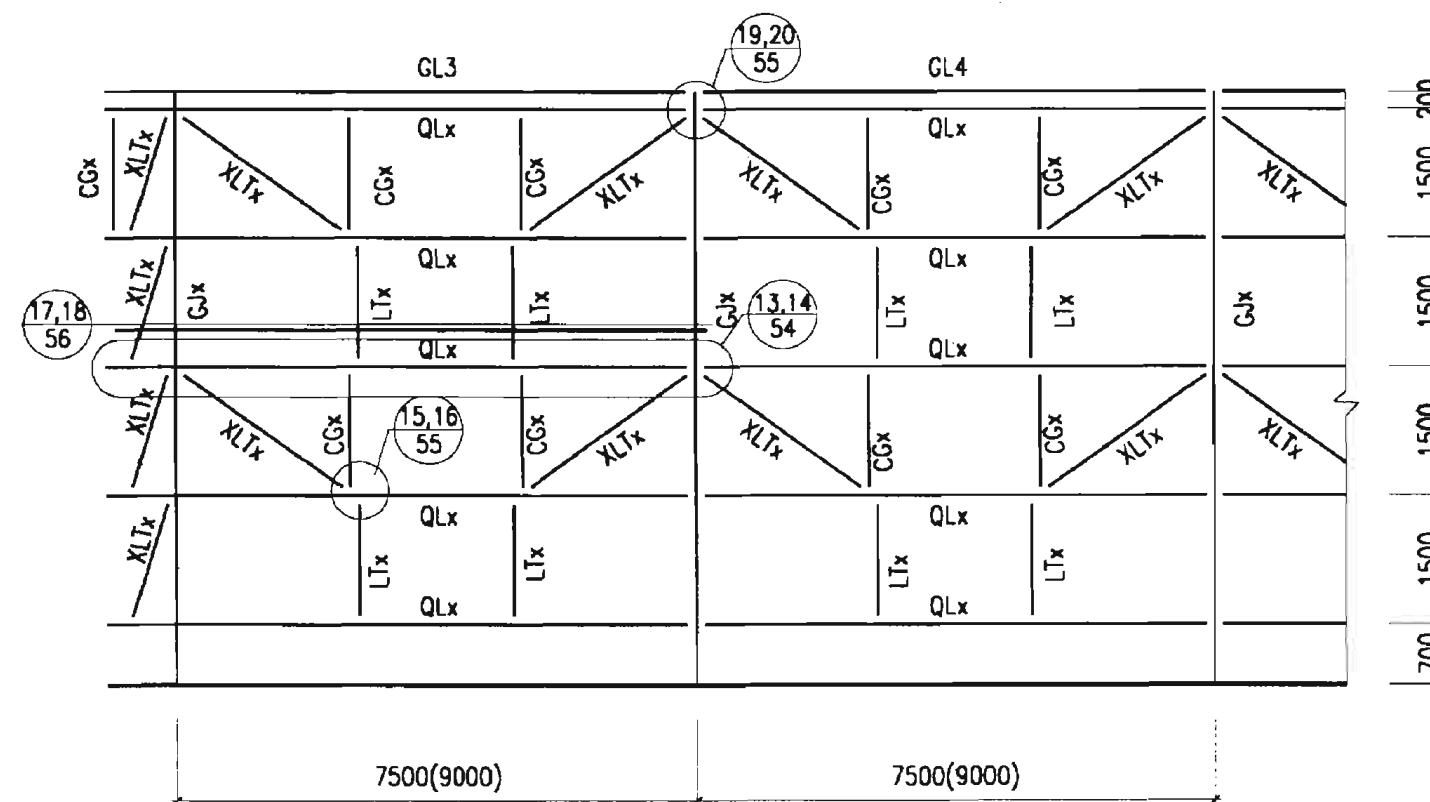 19,20
55
GL3
GL4
200
QLx
QLx
CGx
XLTx
XLTx
CGx
CGx
XLTx
XLTx
CGx
CGx
XLTx
XLTx
1500
XLTx
QLx
QLx
17,18
56
GJx
LTx
LTx
GJx
13,14
54
LTx
LTx
GJx
1500
QLx
QLx
XLTx
XLTx
CGx
15,16
55
CGx
XLTx
XLTx
CGx
CGx
XLTx
XLTx
1500
XLTx
QLx
QLx
LTx
LTx
LTx
LTx
1500
QLx
QLx
700
7500(9000)
7500(9000)